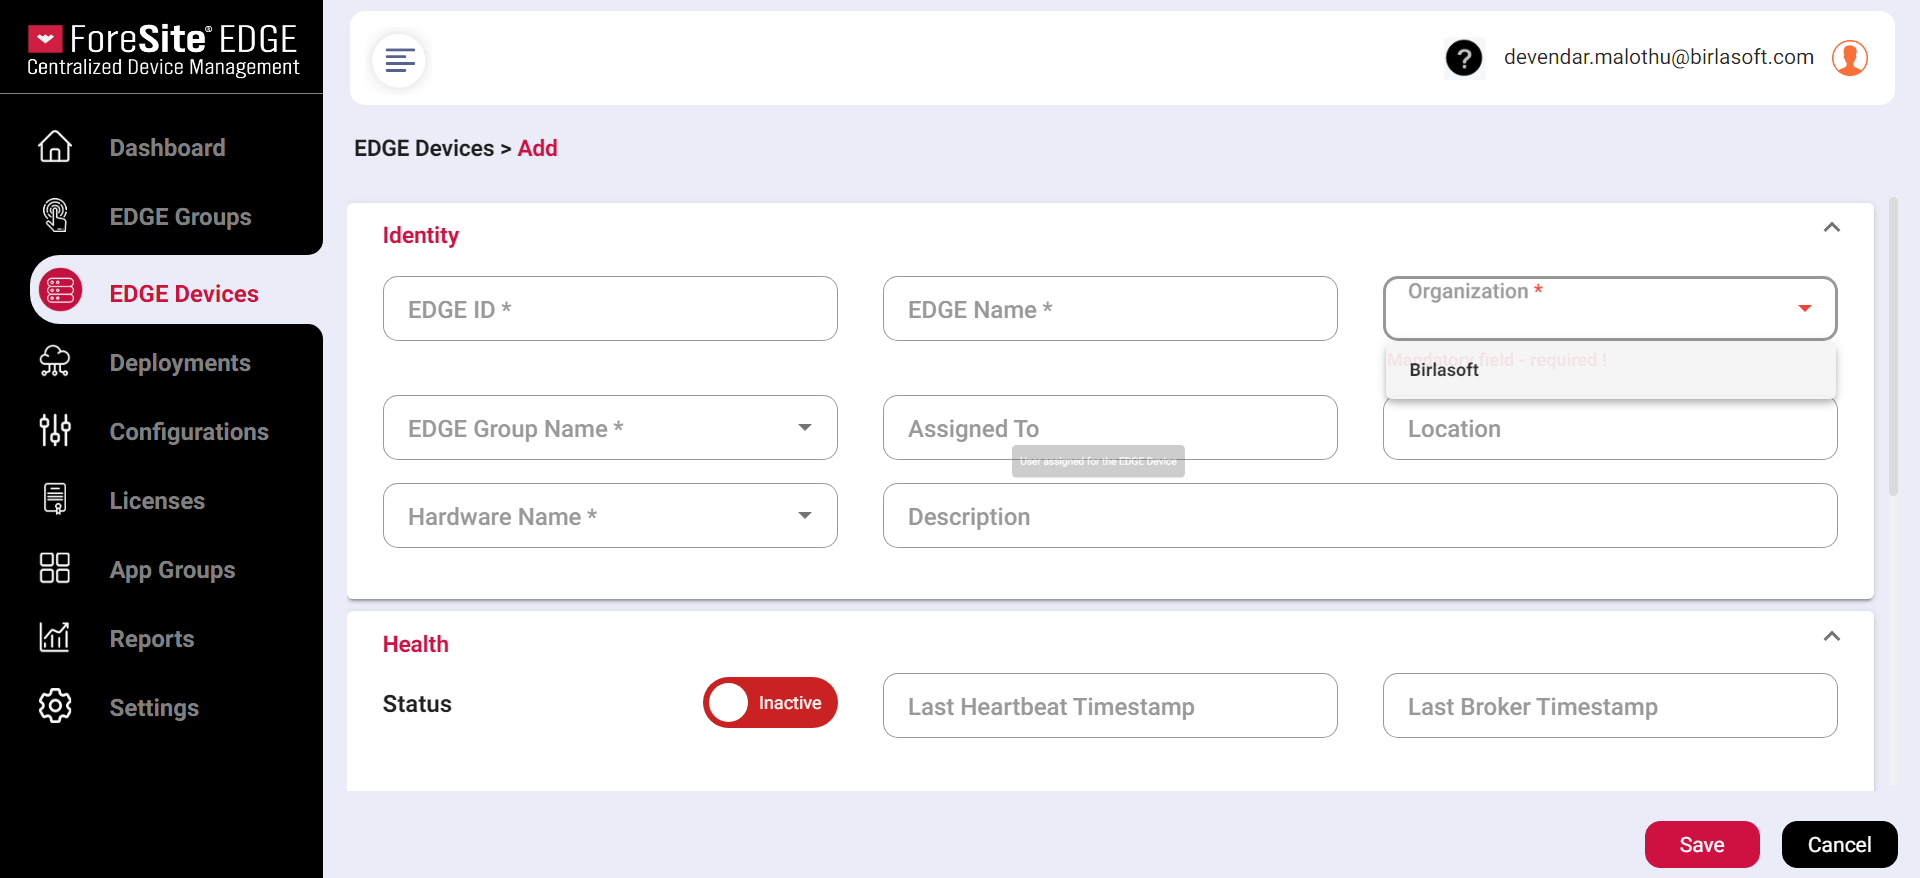 ForeSite® EDGE
Centralized Device Management
?
devendar.malothu@birlasoft.com
Dashboard
EDGE Groups
EDGE Devices
Deployments
Configurations
Licenses
App Groups
Reports
Settings
EDGE Devices > Add
Identity
EDGE ID *
EDGE Name *
Organization *
Mandatory field - required !
Birlasoft
EDGE Group Name *
Assigned To
Location
User assigned for the EDGE Device
Hardware Name *
Description
Health
Status
Inactive
Last Heartbeat Timestamp
Last Broker Timestamp
Save
Cancel